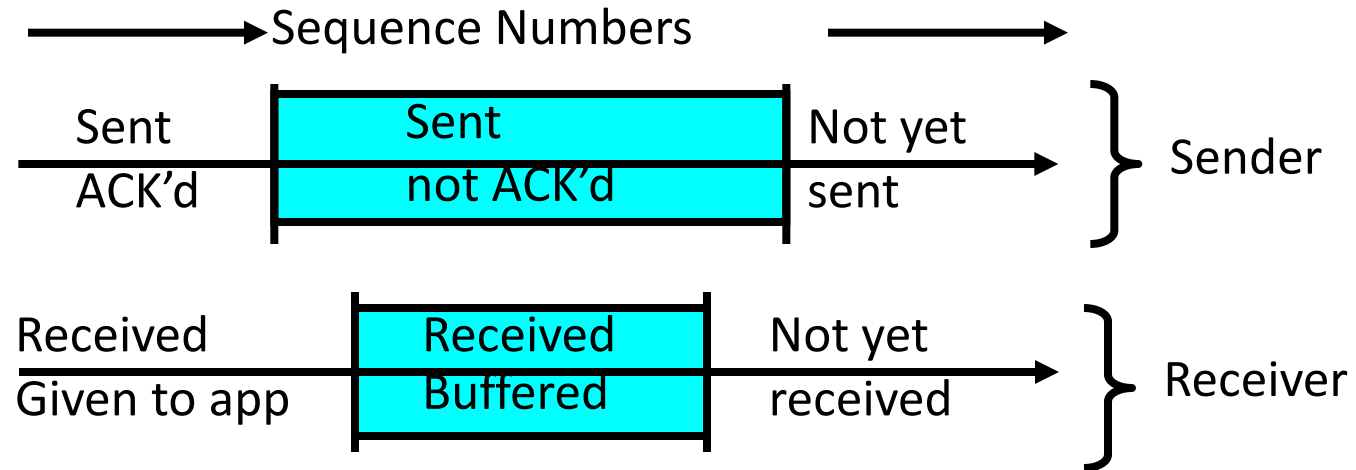 Sequence Numbers
Sent
ACK’d
Sent
not ACK’d
Not yet
sent
Sender
Received
Given to app
Received
Buffered
Not yet
received
Receiver